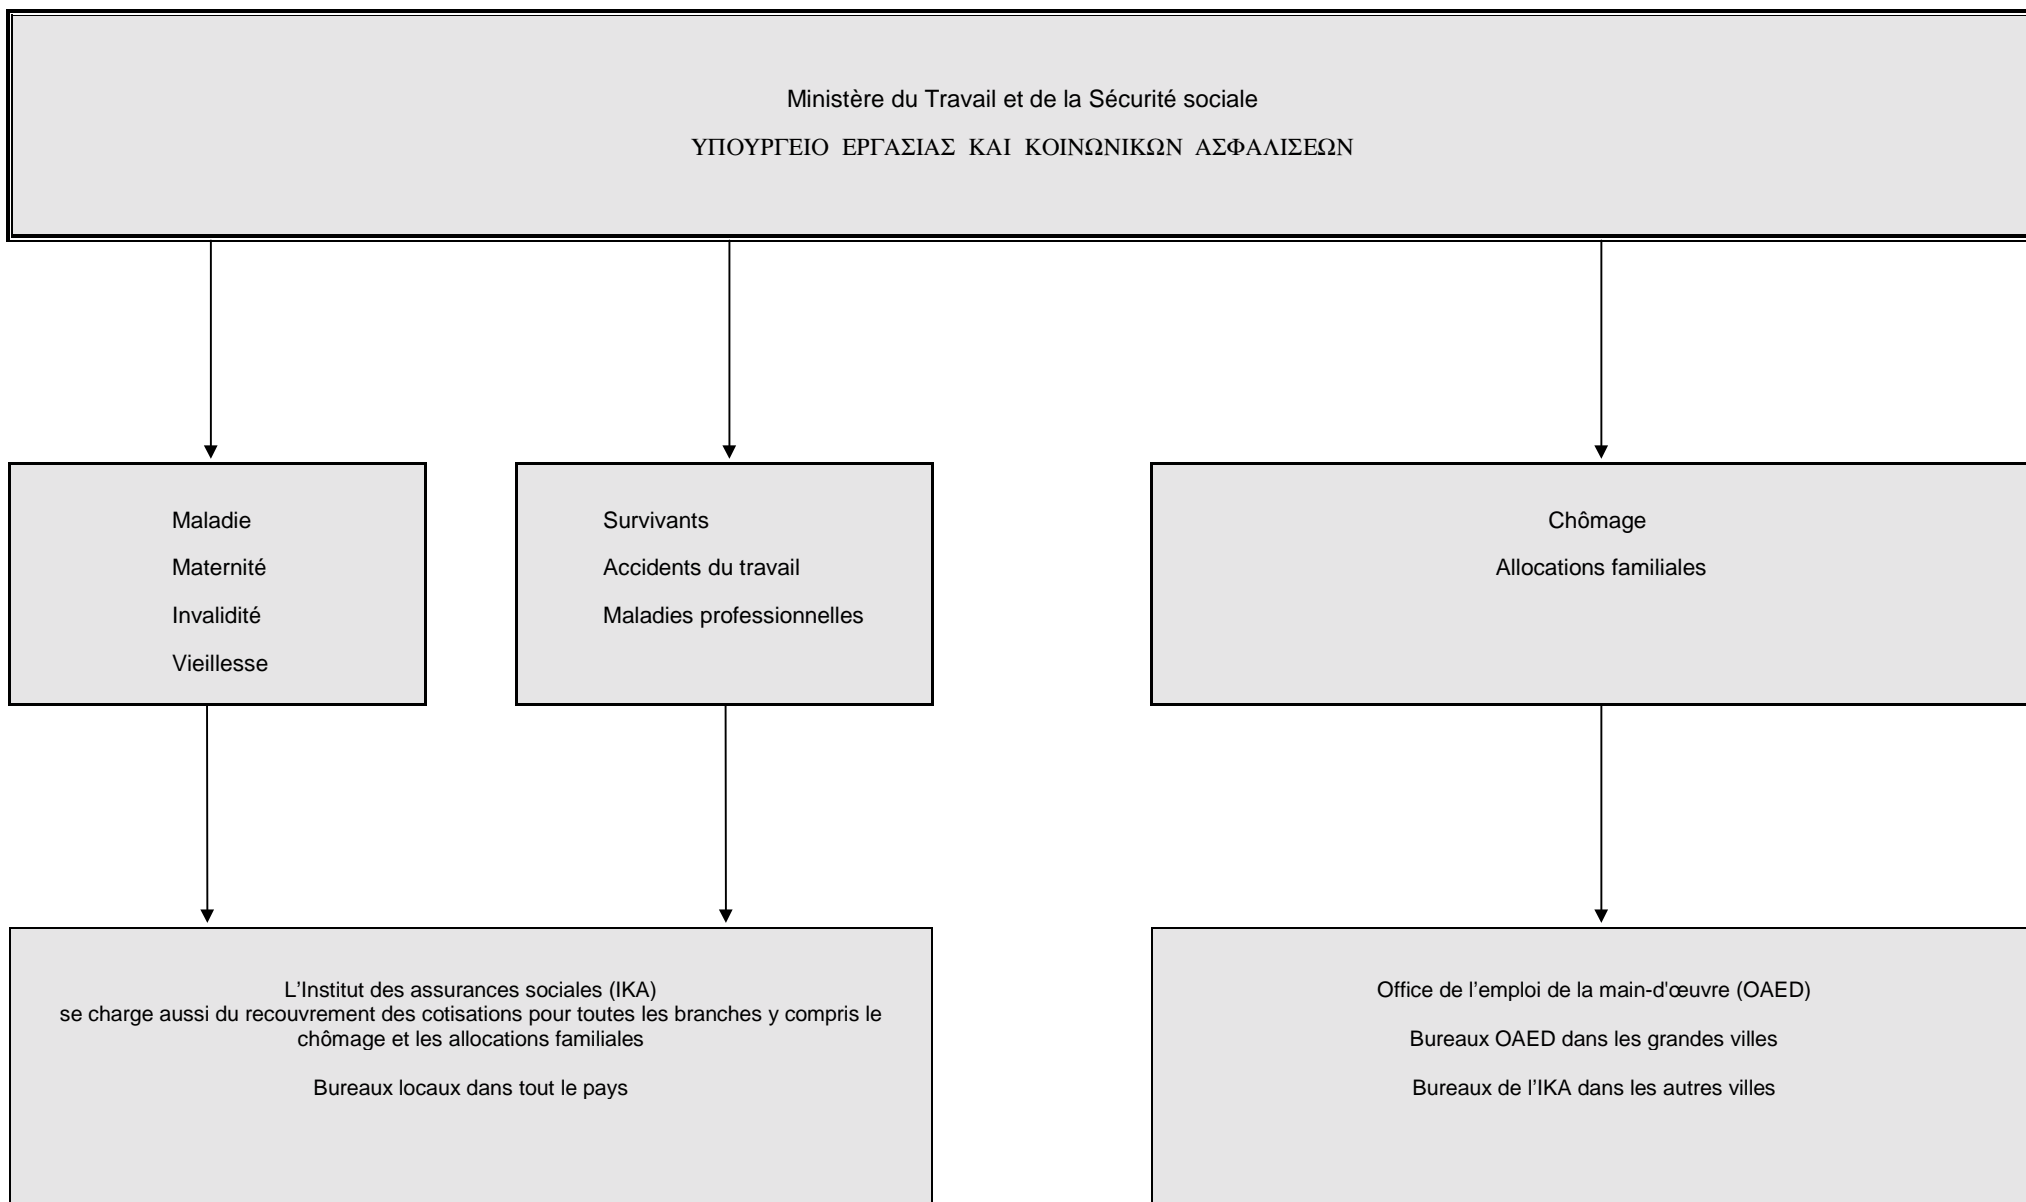 Ministère du Travail et de la Sécurité sociale
ΥΠΟΥΡΓΕΙΟ ΕΡΓΑΣΙΑΣ ΚΑΙ ΚΟΙΝΩΝΙΚΩΝ ΑΣΦΑΛΙΣΕΩΝ
Maladie
Maternité
Invalidité
Vieillesse
Survivants
Accidents du travail
Maladies professionnelles
Chômage
Allocations familiales
L’Institut des assurances sociales (IKA)
se charge aussi du recouvrement des cotisations pour toutes les branches y compris le
chômage et les allocations familiales
Bureaux locaux dans tout le pays
Office de l’emploi de la main-d'œuvre (OAED)
Bureaux OAED dans les grandes villes
Bureaux de l’IKA dans les autres villes